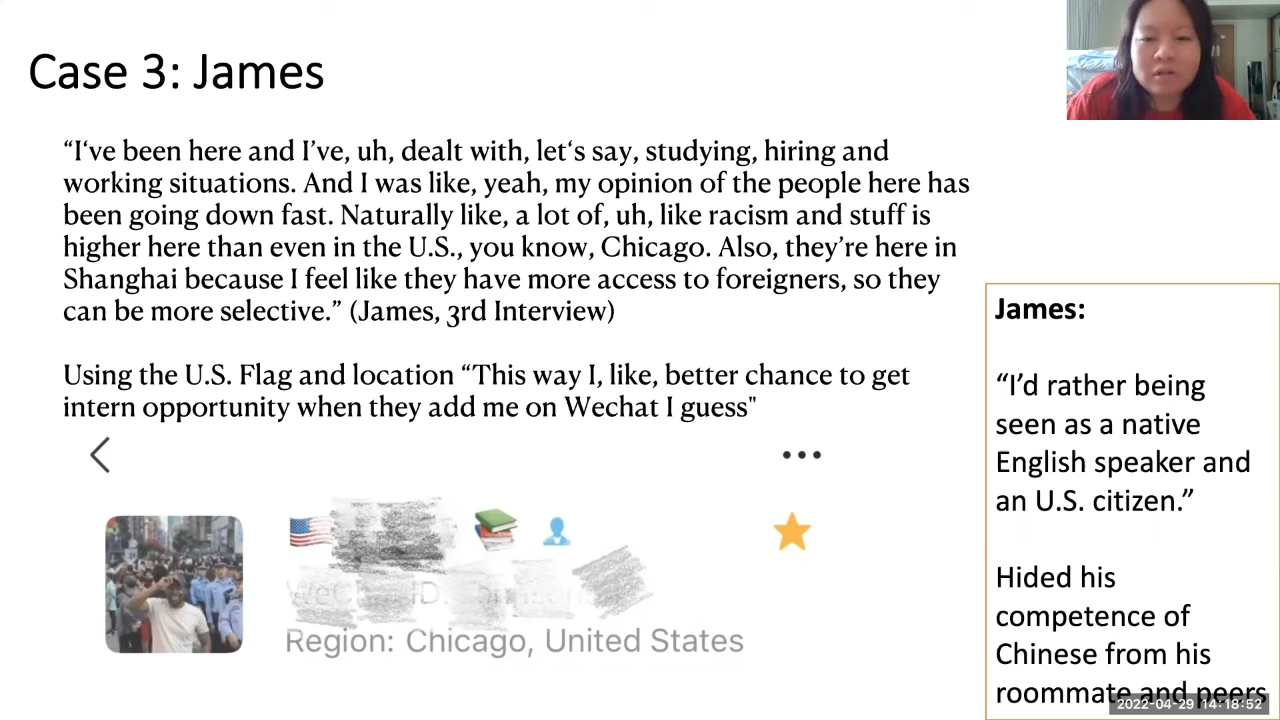 Case 3: James
“I‘ve been here and I’ve, uh, dealt with, let‘s say, studying, hiring and
working situations. And I was like, yeah, my opinion of the people here has
been going down fast. Naturally like, a lot of, uh, like racism and stuff is
higher here than even in the U.S., you know, Chicago. Also, they’re here in
Shanghai because I feel like they have more access to foreigners, so they
can be more selective.” (James, 3rd Interview)
Using the U.S. Flag and location “This way I, like, better chance to get
intern opportunity when they add me on Wechat I guess"
Region: Chicago, United States
James:
“I’d rather being
seen as a native
English speaker and
an U.S. citizen.”
Hided his
competence of
Chinese from his
roommate and peers
2022-04-29 14:18:52